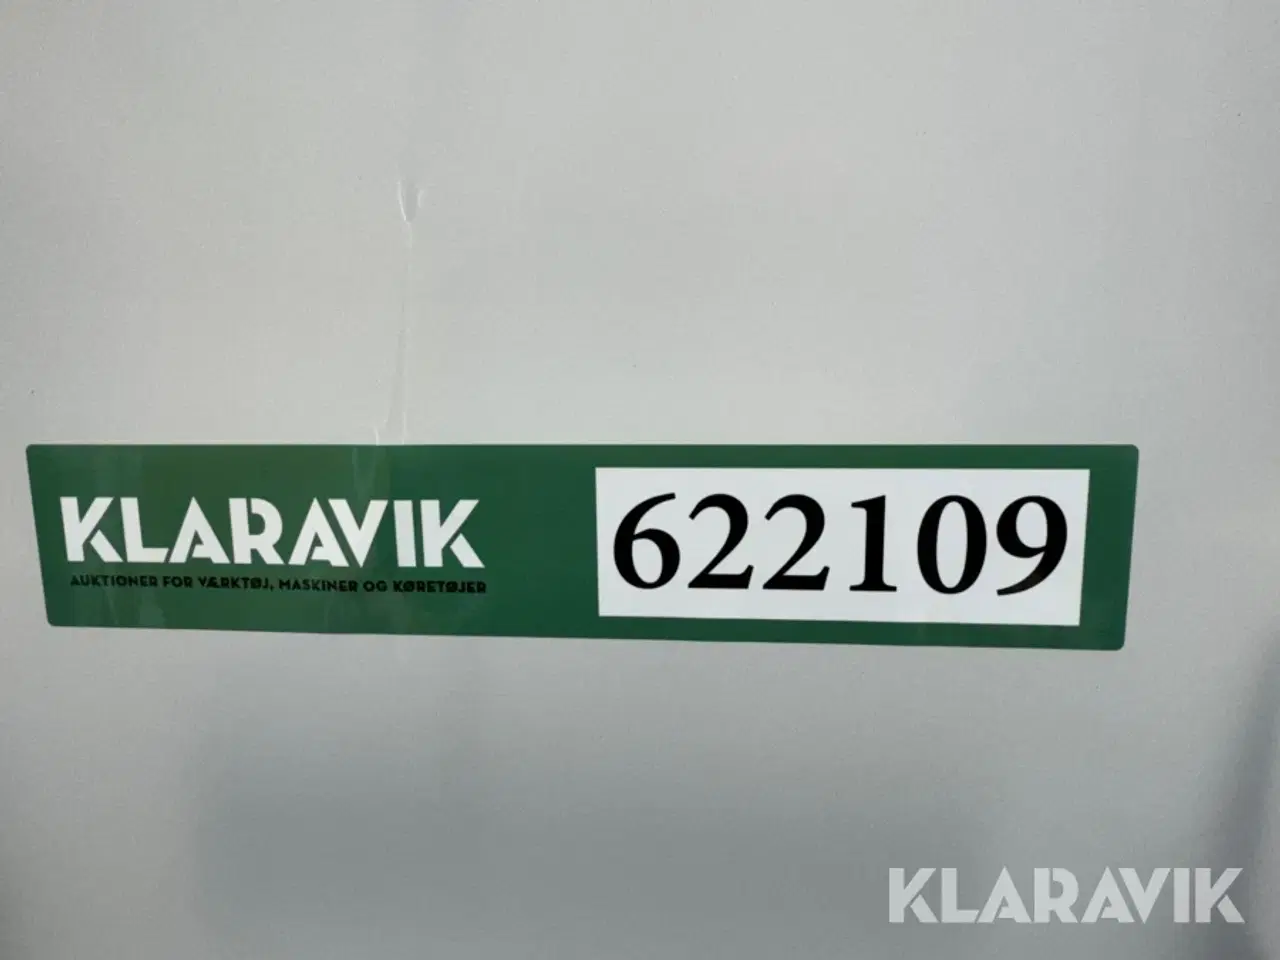 KLARAVIK
AUKTIONER FOR VÆRKTØJ, MASKINER OG KØRETØJER
622109
KLARAVIK